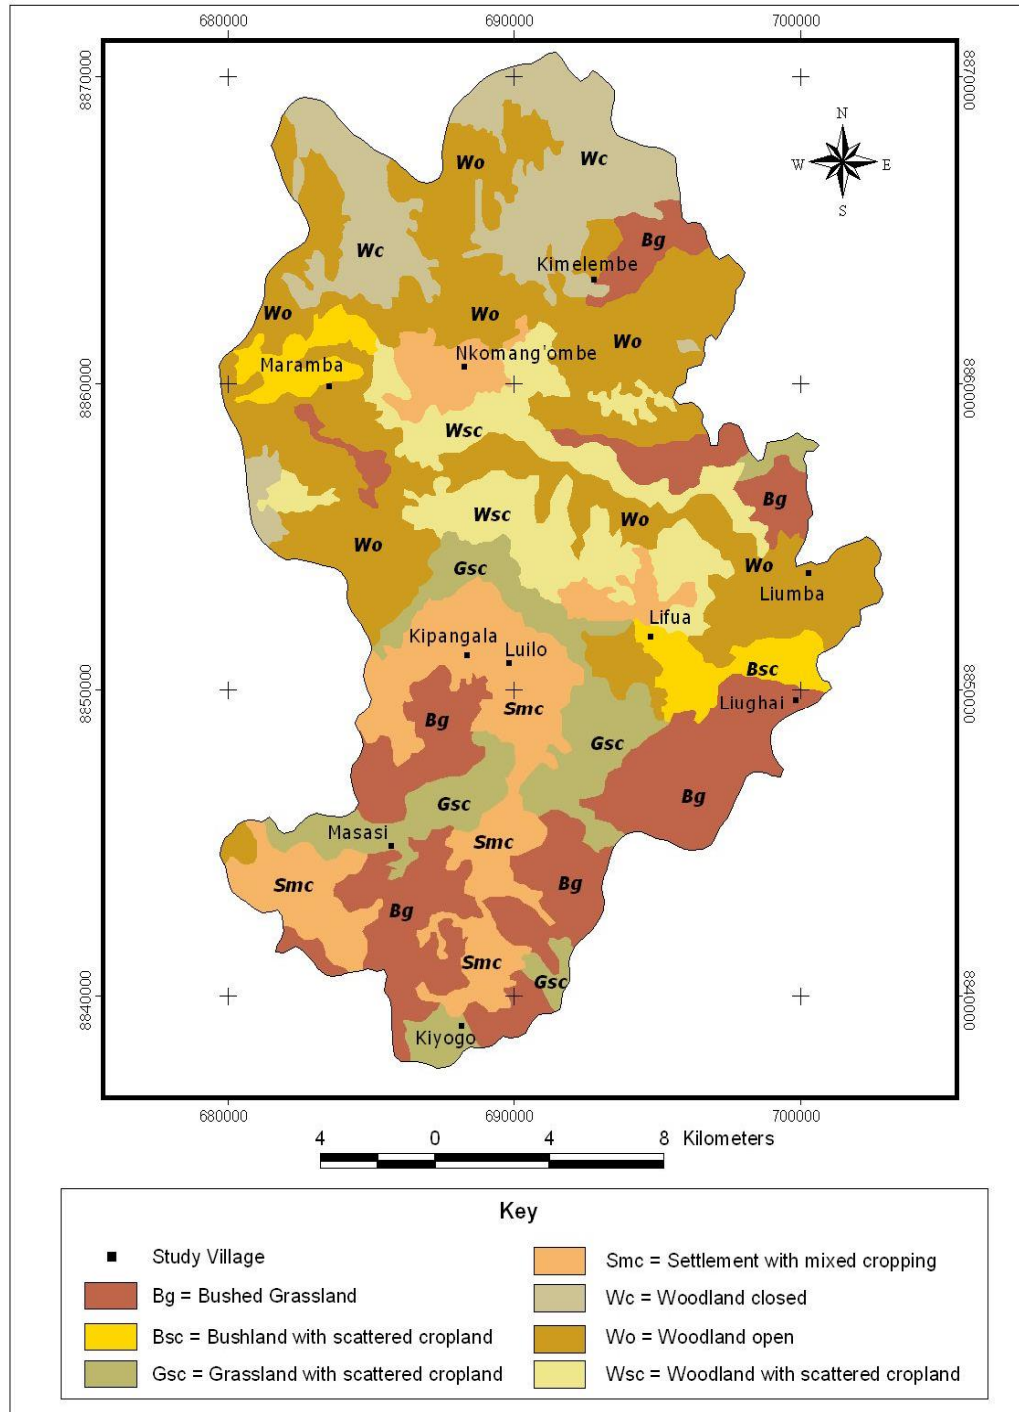 680000 690000 700000
8870000 8870000
N
W E
S
Wo
Wc
Bg
Wc
Kimelembe
Wo
Wo
Wo
Nkomang'ombe
Maramba
8860000 8860000
Wsc
Bg
Wsc
Wo
Wo
Gsc
Wo
Liumba
Lifua
Kipangala
Luilo
Bsc
8850000 8850000
Liughai
Smc
Bg
Gsc
Bg
Gsc
Masasi
Smc
Smc
Bg
Bg
Smc
Gsc
8840000 8840000
Kiyogo
680000 690000 700000
4 0 4 8 Kilometers
Key
Study Village
Bg = Bushed Grassland
Bsc = Bushland with scattered cropland
Gsc = Grassland with scattered cropland
Smc = Settlement with mixed cropping
Wc = Woodland closed
Wo = Woodland open
Wsc = Woodland with scattered cropland